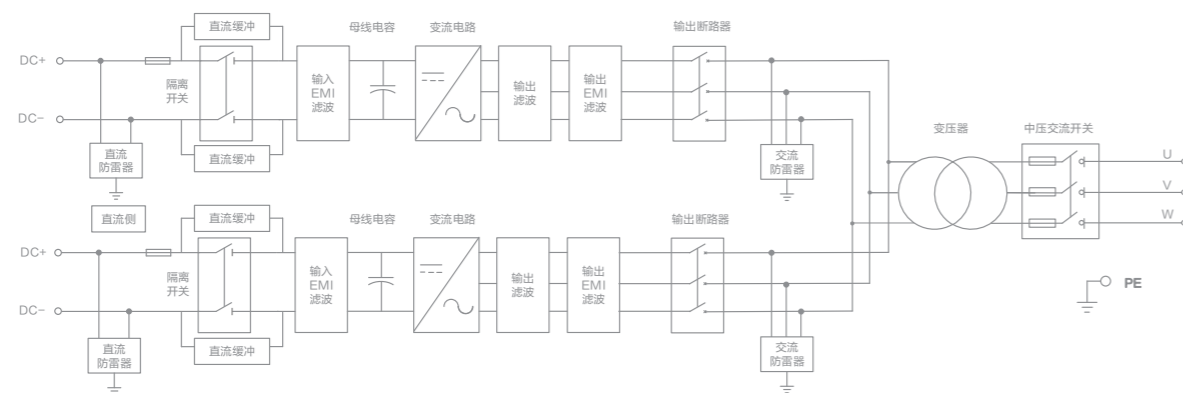 直流缓冲
母线电容
变流电路
输出断路器
DC+
隔离
开关
输入
EMI
滤波
输出
滤波
输出
EMI
滤波
DC−
直流
防雷器
直流缓冲
交流
防雷器
变压器
中压交流开关
U
V
W
直流侧
直流缓冲
母线电容
变流电路
输出断路器
DC+
隔离
开关
输入
EMI
滤波
输出
滤波
输出
EMI
滤波
PE
DC−
直流
防雷器
直流缓冲
交流
防雷器